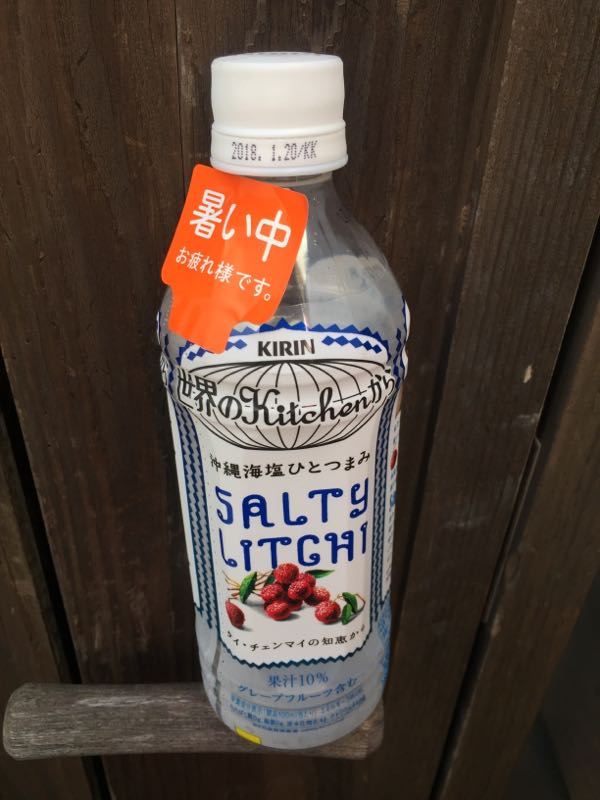 2018. 1.20/KK
暑い中
お疲れ様です。
KIRIN
世界のKitchenから
沖縄海塩ひとつまみ
SALTY
LITCHI
タイ・チェンマイの知恵から
果汁10%
グレープフルーツ含む